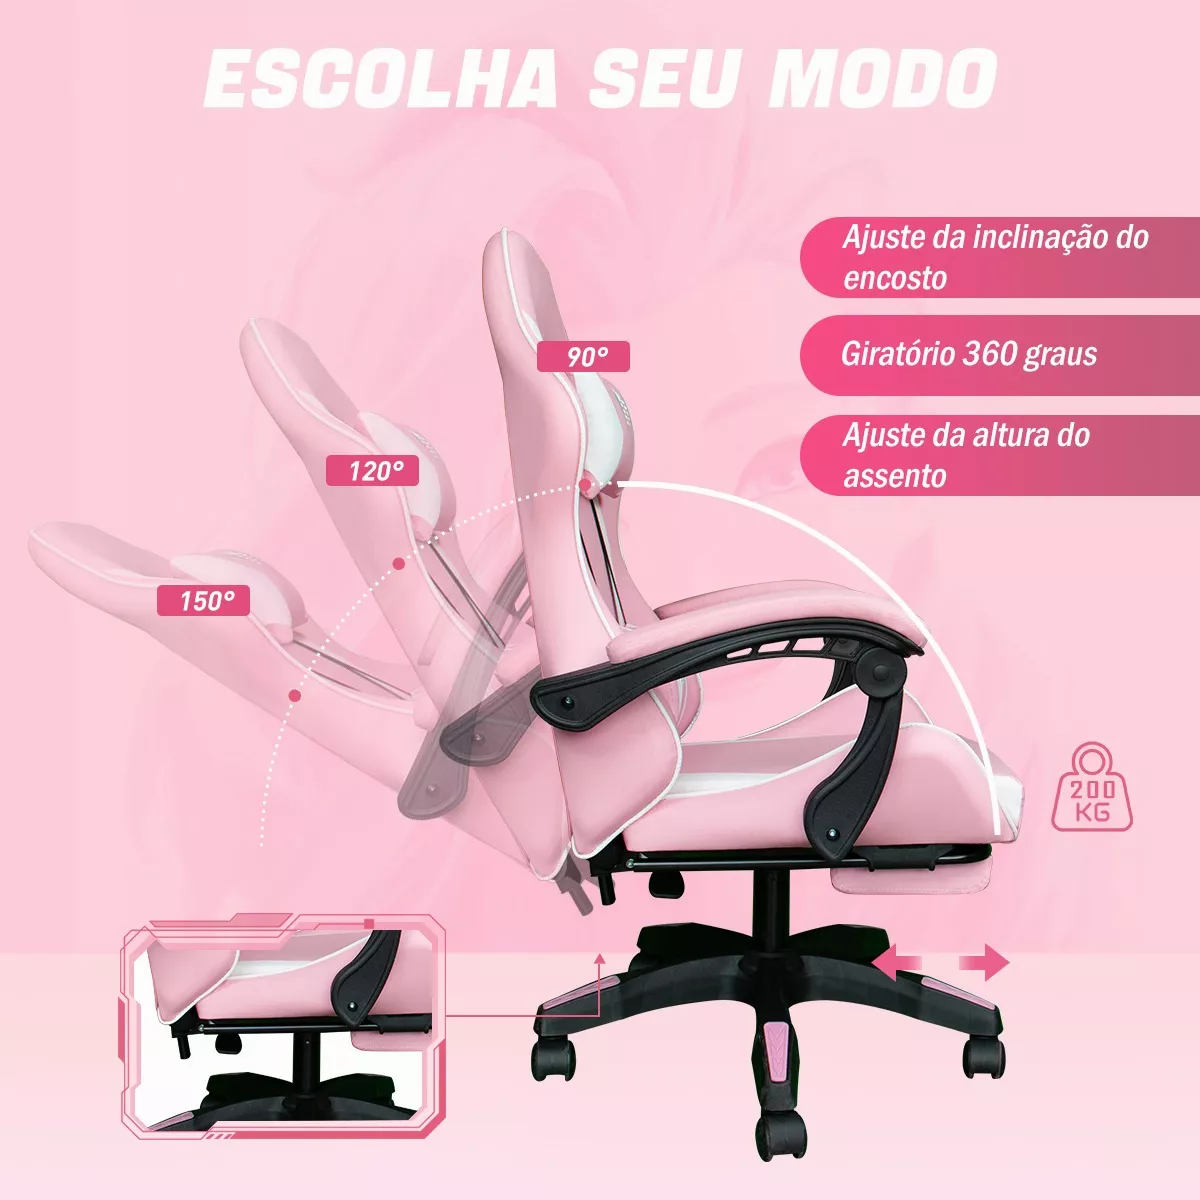 ESCOLHA SEU MODO
Ajuste da inclinação do
encosto
Giratório 360 graus
Ajuste da altura do
assento
90°
120°
150°
200
KG